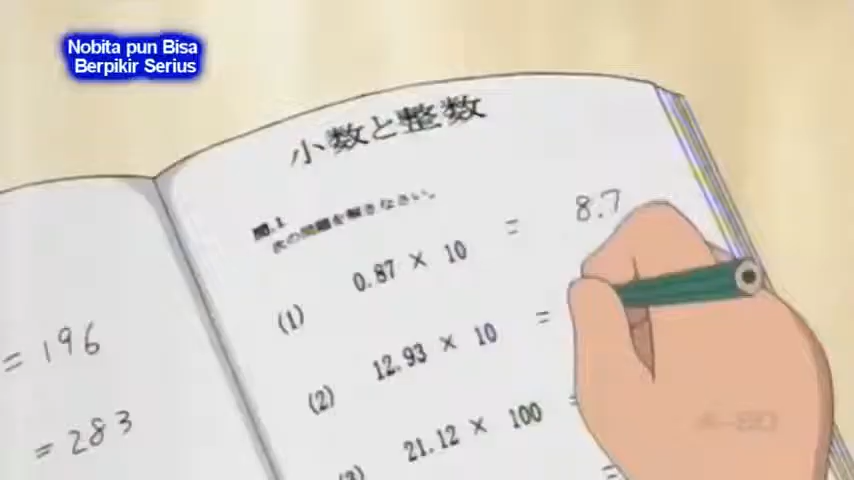 Nobita pun Bisa
Berpikir Serius
小数と整数
問.1
次の問題を解きなさい。
(1) 0.87 × 10 = 8.7
(2) 12.93 × 10 =
(3) 21.12 × 100 =
=
= 196
= 283